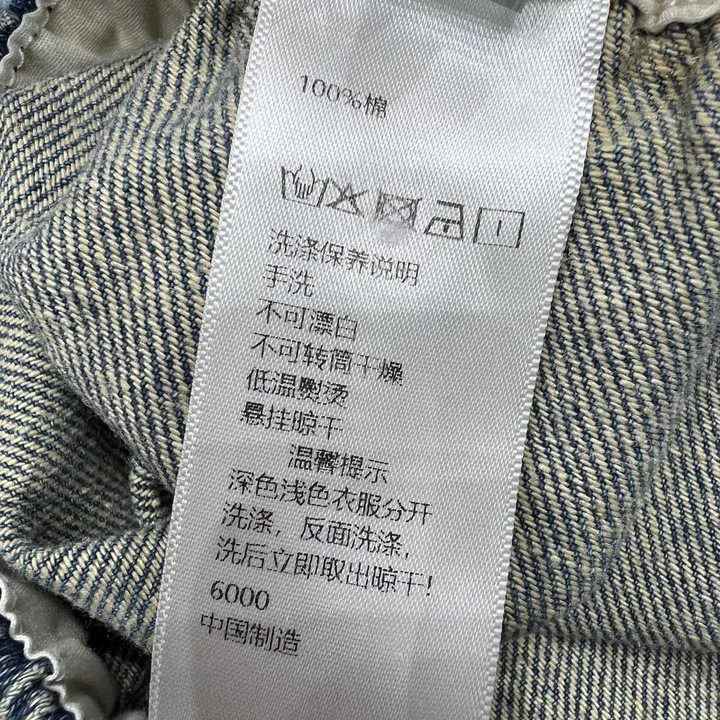 100%棉
洗涤保养说明
手洗
不可漂白
不可转筒干燥
低温熨烫
悬挂晾干
温馨提示
深色浅色衣服分开
洗涤，反面洗涤，
洗后立即取出晾干!
6000
中国制造